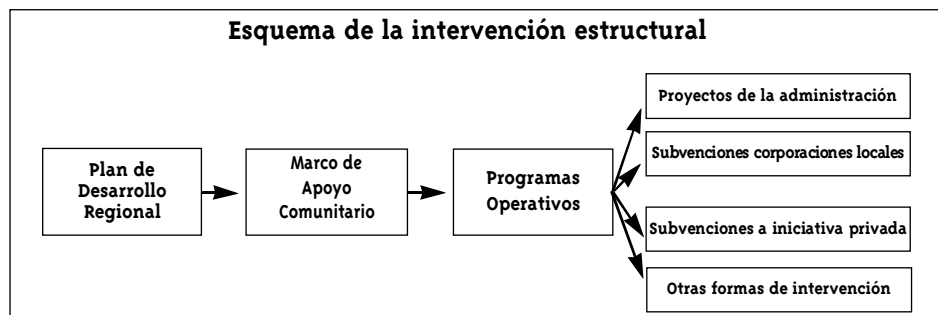 Esquema de la intervención estructural
Plan de
Desarrollo
Regional
Marco de
Apoyo
Comunitario
Programas
Operativos
Proyectos de la administración
Subvenciones corporaciones locales
Subvenciones a iniciativa privada
Otras formas de intervención